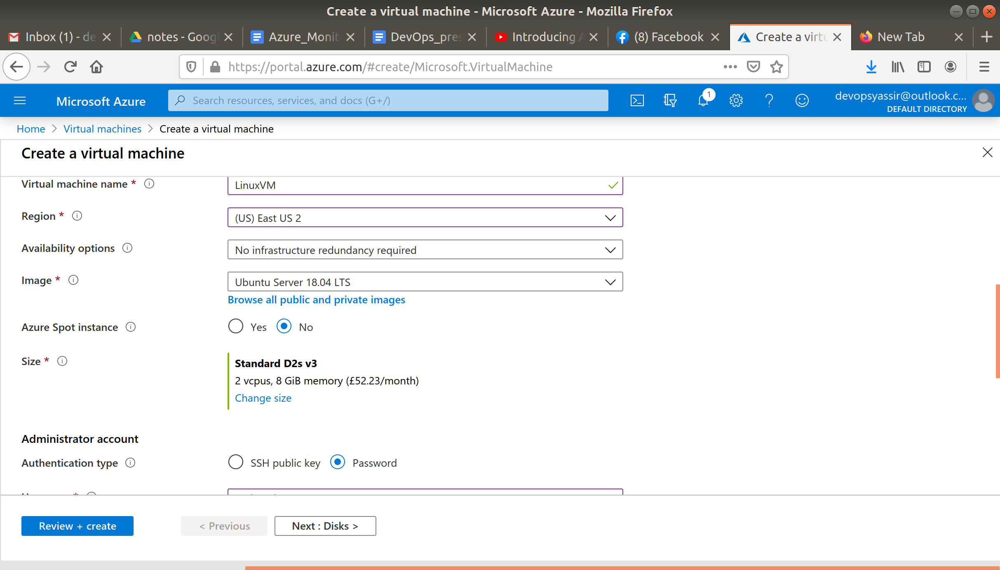 Create a virtual machine - Microsoft Azure - Mozilla Firefox
Inbox (1) - de
notes - Googl
Azure_Monit
DevOps_pres
Introducing A
(8) Facebook
Create a virtu
New Tab
https://portal.azure.com/#create/Microsoft.VirtualMachine
Microsoft Azure
Search resources, services, and docs (G+/)
1
devopsyassir@outlook.c...
DEFAULT DIRECTORY
Home > Virtual machines > Create a virtual machine
Create a virtual machine
Virtual machine name *
LinuxVM
Region *
(US) East US 2
Availability options
No infrastructure redundancy required
Image *
Ubuntu Server 18.04 LTS
Browse all public and private images
Azure Spot instance
Yes No
Size *
Standard D2s v3
2 vcpus, 8 GiB memory (£52.23/month)
Change size
Administrator account
Authentication type
SSH public key Password
Review + create
< Previous
Next : Disks >